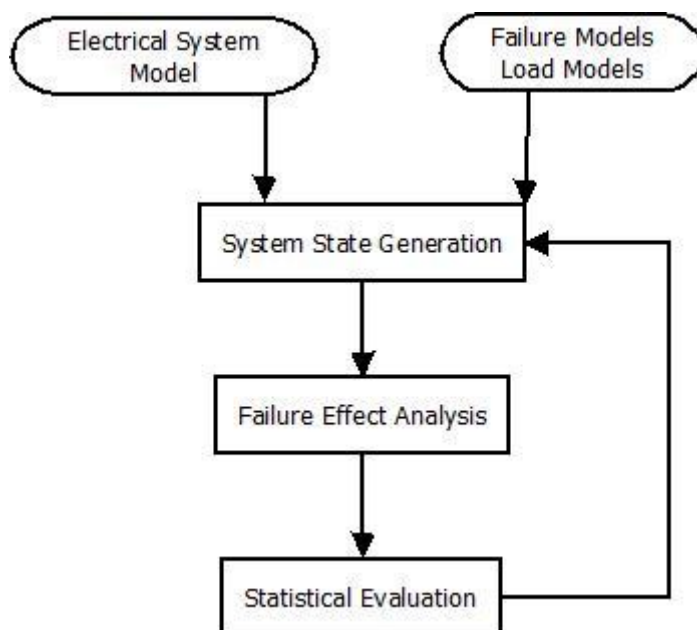 Electrical System
Model
Failure Models
Load Models
System State Generation
Failure Effect Analysis
Statistical Evaluation